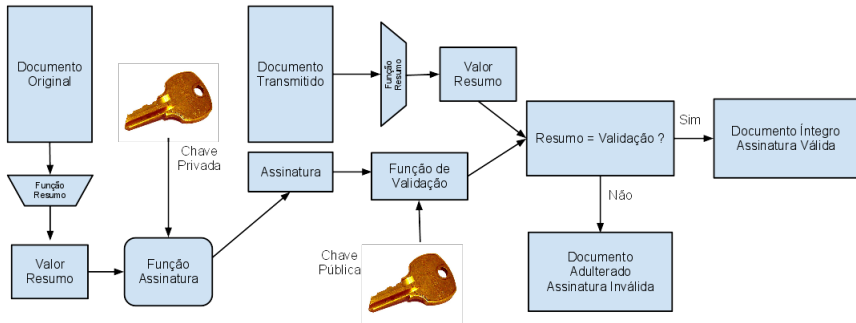 Documento
Original
Função
Resumo
Valor
Resumo
Chave
Privada
Função
Assinatura
Documento
Transmitido
Função
Resumo
Valor
Resumo
Assinatura
Função de
Validação
Chave
Pública
Resumo = Validação ?
Sim
Documento Íntegro
Assinatura Válida
Não
Documento
Adulterado
Assinatura Inválida